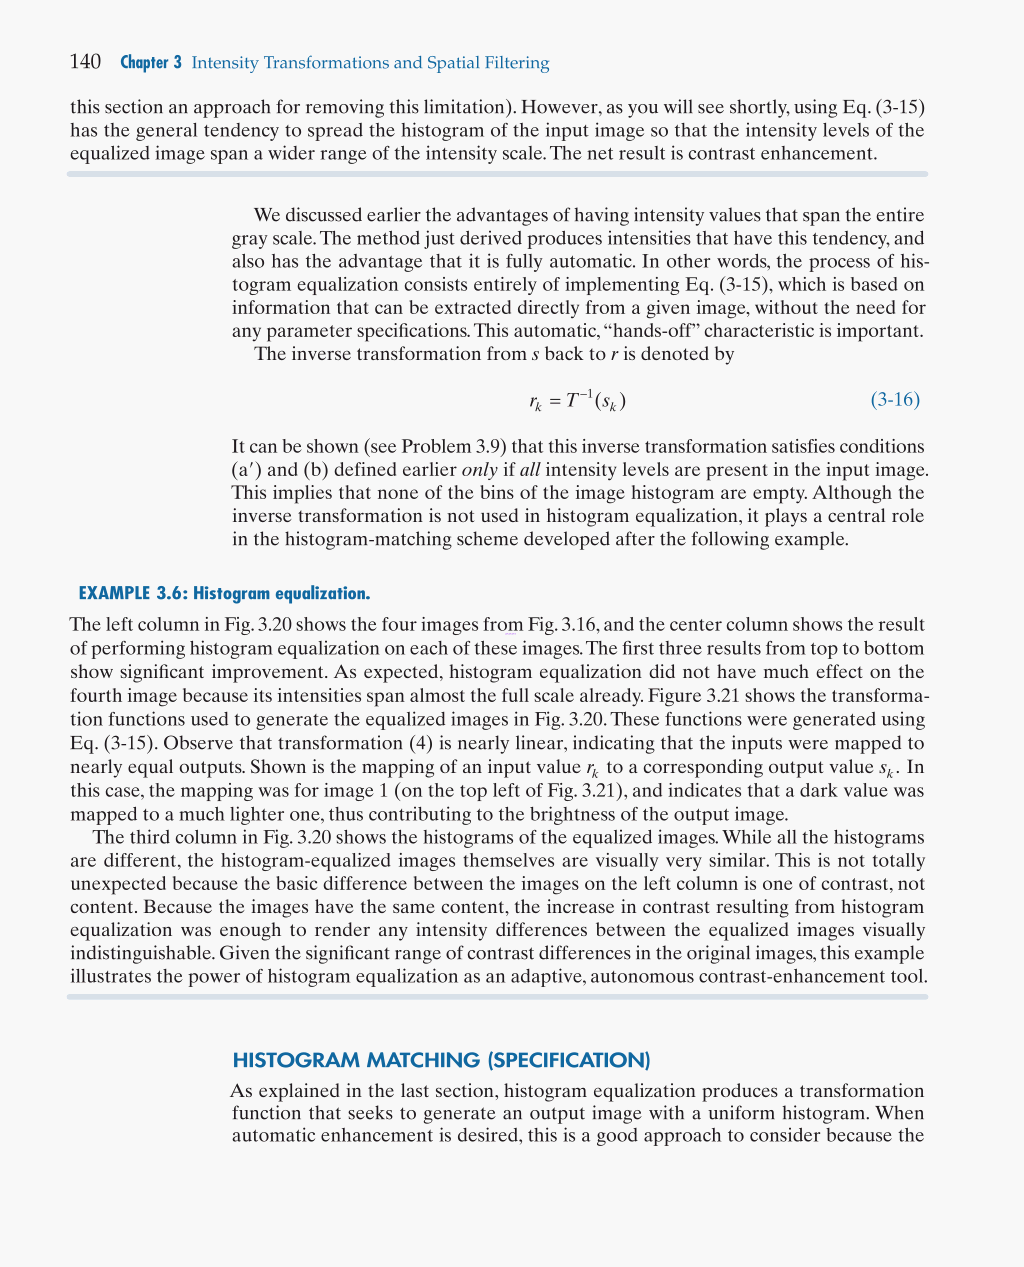 140 Chapter 3 Intensity Transformations and Spatial Filtering
this section an approach for removing this limitation). However, as you will see shortly, using Eq. (3-15)
has the general tendency to spread the histogram of the input image so that the intensity levels of the
equalized image span a wider range of the intensity scale. The net result is contrast enhancement.
We discussed earlier the advantages of having intensity values that span the entire
gray scale. The method just derived produces intensities that have this tendency, and
also has the advantage that it is fully automatic. In other words, the process of his-
togram equalization consists entirely of implementing Eq. (3-15), which is based on
information that can be extracted directly from a given image, without the need for
any parameter specifications. This automatic, “hands-off” characteristic is important.
The inverse transformation from s back to r is denoted by
rₖ = T⁻¹(sₖ) (3-16)
It can be shown (see Problem 3.9) that this inverse transformation satisfies conditions
(a′) and (b) defined earlier only if all intensity levels are present in the input image.
This implies that none of the bins of the image histogram are empty. Although the
inverse transformation is not used in histogram equalization, it plays a central role
in the histogram-matching scheme developed after the following example.
EXAMPLE 3.6: Histogram equalization.
The left column in Fig. 3.20 shows the four images from Fig. 3.16, and the center column shows the result
of performing histogram equalization on each of these images. The first three results from top to bottom
show significant improvement. As expected, histogram equalization did not have much effect on the
fourth image because its intensities span almost the full scale already. Figure 3.21 shows the transforma-
tion functions used to generate the equalized images in Fig. 3.20. These functions were generated using
Eq. (3-15). Observe that transformation (4) is nearly linear, indicating that the inputs were mapped to
nearly equal outputs. Shown is the mapping of an input value rₖ to a corresponding output value sₖ. In
this case, the mapping was for image 1 (on the top left of Fig. 3.21), and indicates that a dark value was
mapped to a much lighter one, thus contributing to the brightness of the output image.
The third column in Fig. 3.20 shows the histograms of the equalized images. While all the histograms
are different, the histogram-equalized images themselves are visually very similar. This is not totally
unexpected because the basic difference between the images on the left column is one of contrast, not
content. Because the images have the same content, the increase in contrast resulting from histogram
equalization was enough to render any intensity differences between the equalized images visually
indistinguishable. Given the significant range of contrast differences in the original images, this example
illustrates the power of histogram equalization as an adaptive, autonomous contrast-enhancement tool.
HISTOGRAM MATCHING (SPECIFICATION)
As explained in the last section, histogram equalization produces a transformation
function that seeks to generate an output image with a uniform histogram. When
automatic enhancement is desired, this is a good approach to consider because the